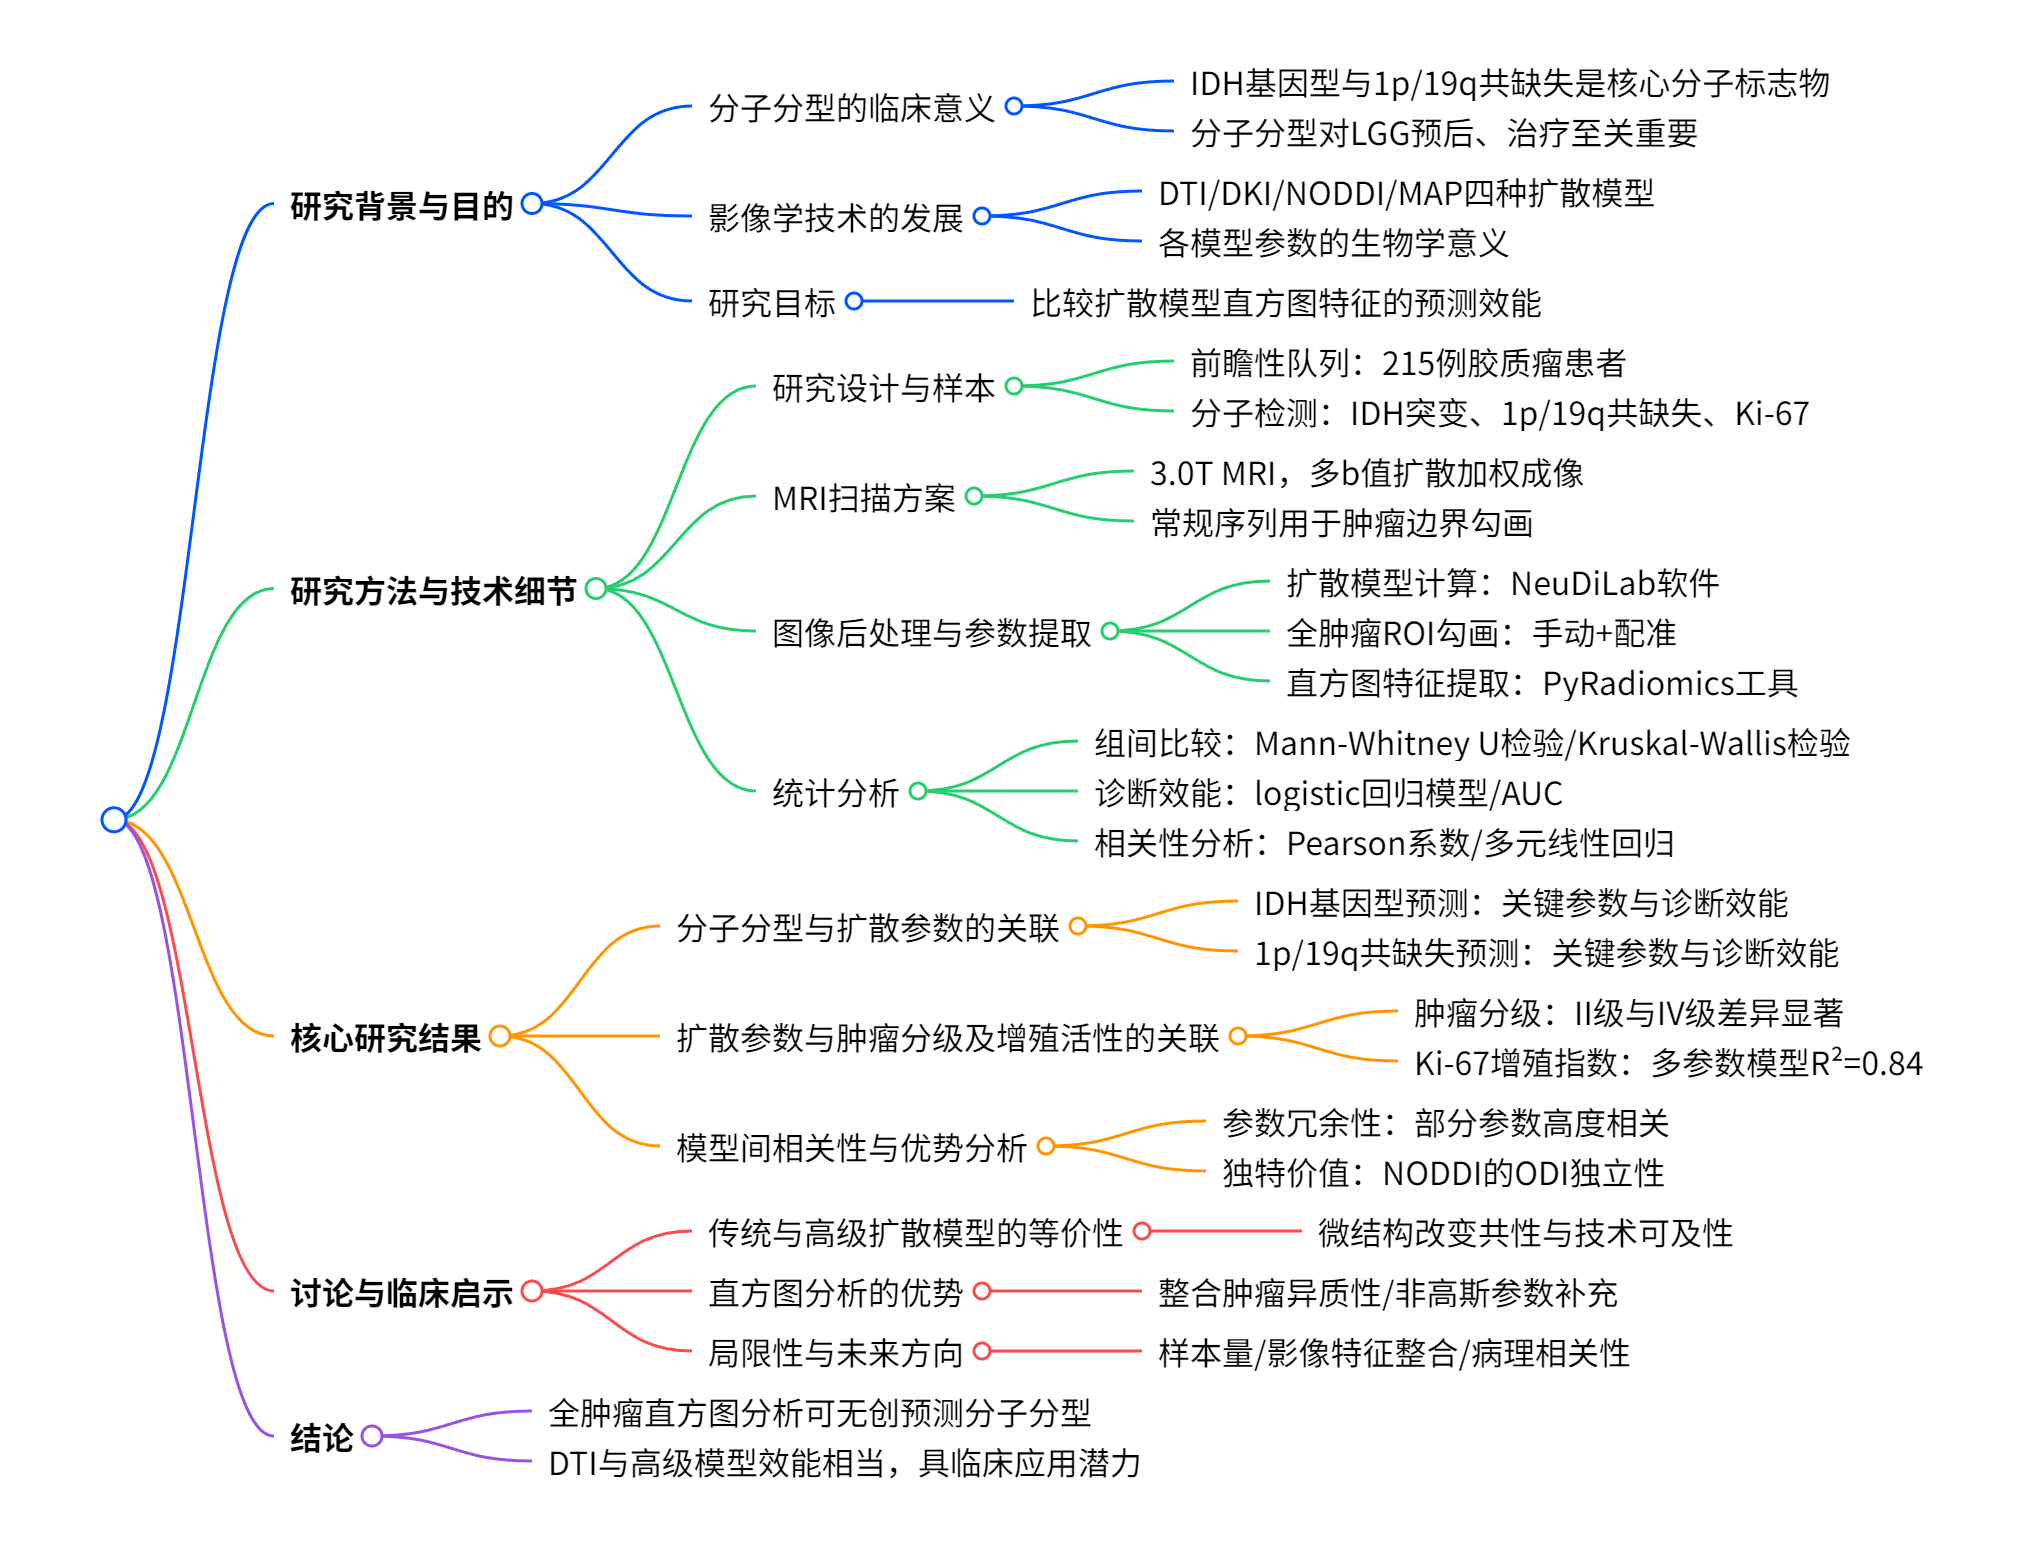 研究背景与目的
分子分型的临床意义
IDH基因型与1p/19q共缺失是核心分子标志物
分子分型对LGG预后、治疗至关重要
影像学技术的发展
DTI/DKI/NODDI/MAP四种扩散模型
各模型参数的生物学意义
研究目标
比较扩散模型直方图特征的预测效能
研究方法与技术细节
研究设计与样本
前瞻性队列：215例胶质瘤患者
分子检测：IDH突变、1p/19q共缺失、Ki-67
MRI扫描方案
3.0T MRI，多b值扩散加权成像
常规序列用于肿瘤边界勾画
图像后处理与参数提取
扩散模型计算：NeuDiLab软件
全肿瘤ROI勾画：手动+配准
直方图特征提取：PyRadiomics工具
统计分析
组间比较：Mann-Whitney U检验/Kruskal-Wallis检验
诊断效能：logistic回归模型/AUC
相关性分析：Pearson系数/多元线性回归
核心研究结果
分子分型与扩散参数的关联
IDH基因型预测：关键参数与诊断效能
1p/19q共缺失预测：关键参数与诊断效能
扩散参数与肿瘤分级及增殖活性的关联
肿瘤分级：II级与IV级差异显著
Ki-67增殖指数：多参数模型R²=0.84
模型间相关性与优势分析
参数冗余性：部分参数高度相关
独特价值：NODDI的ODI独立性
讨论与临床启示
传统与高级扩散模型的等价性
微结构改变共性与技术可及性
直方图分析的优势
整合肿瘤异质性/非高斯参数补充
局限性与未来方向
样本量/影像特征整合/病理相关性
结论
全肿瘤直方图分析可无创预测分子分型
DTI与高级模型效能相当，具临床应用潜力